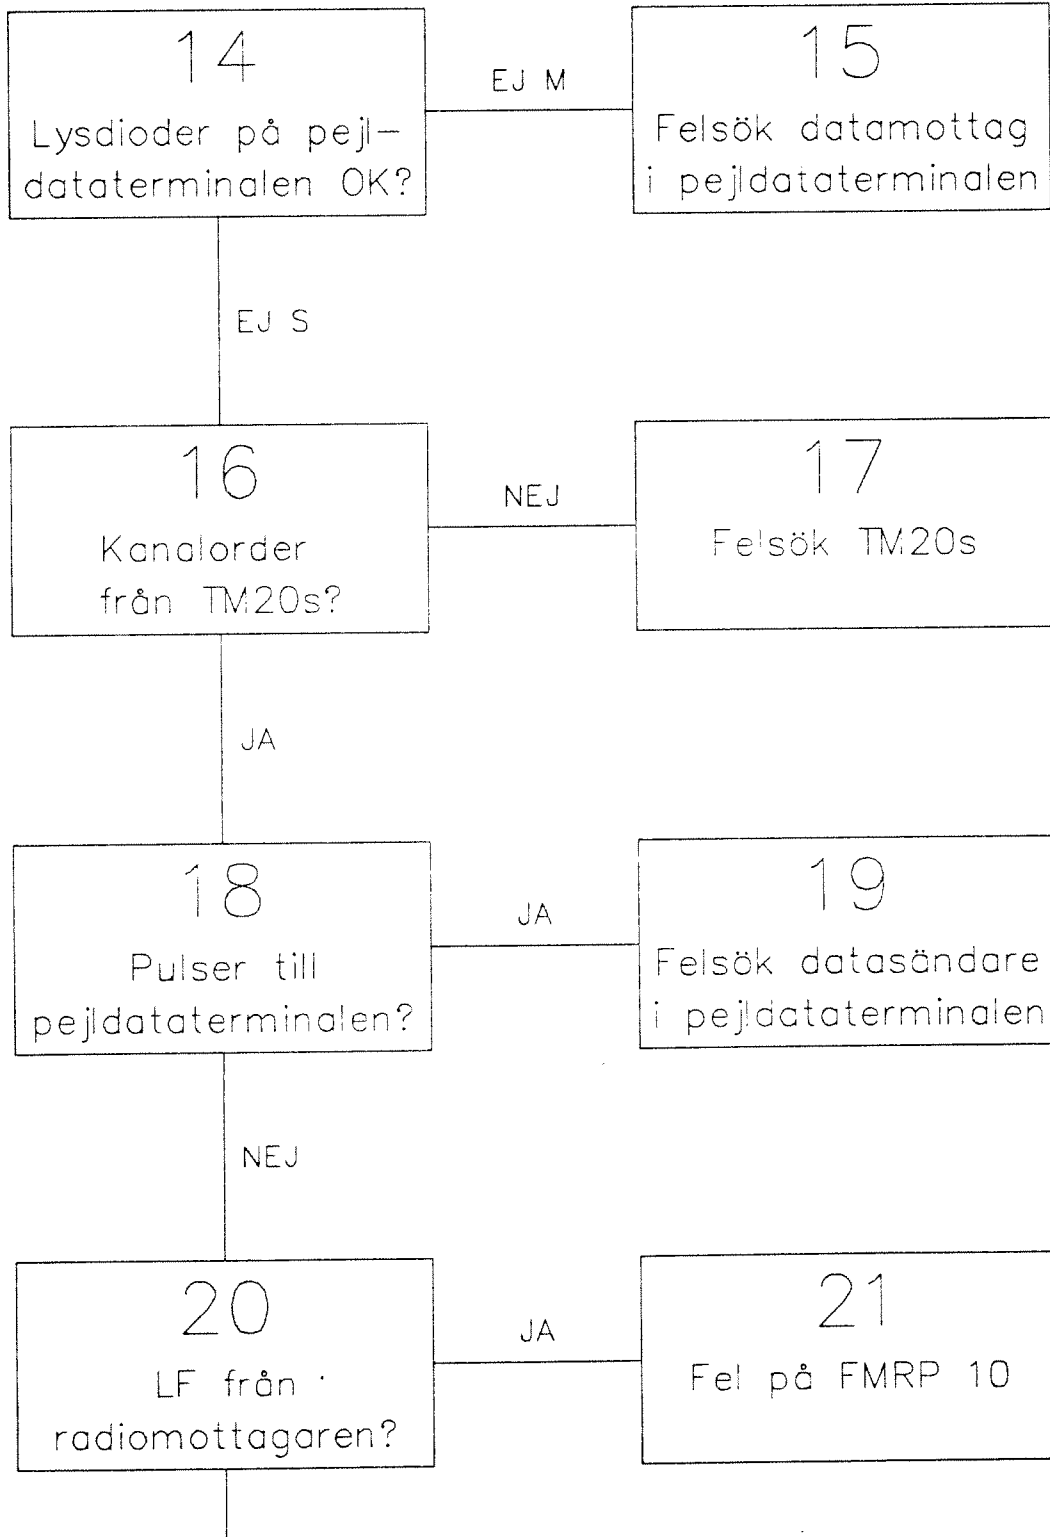 14
Lysdioder på pejl-
dataterminalen OK?
EJ M
15
Felsök datamottag
i pejldataterminalen
EJ S
16
Kanalorder
från TM20s?
NEJ
17
Felsök TM20s
JA
18
Pulser till
pejldataterminalen?
JA
19
Felsök datasändare
i pejldataterminalen
NEJ
20
LF från
radiomottagaren?
JA
21
Fel på FMRP 10